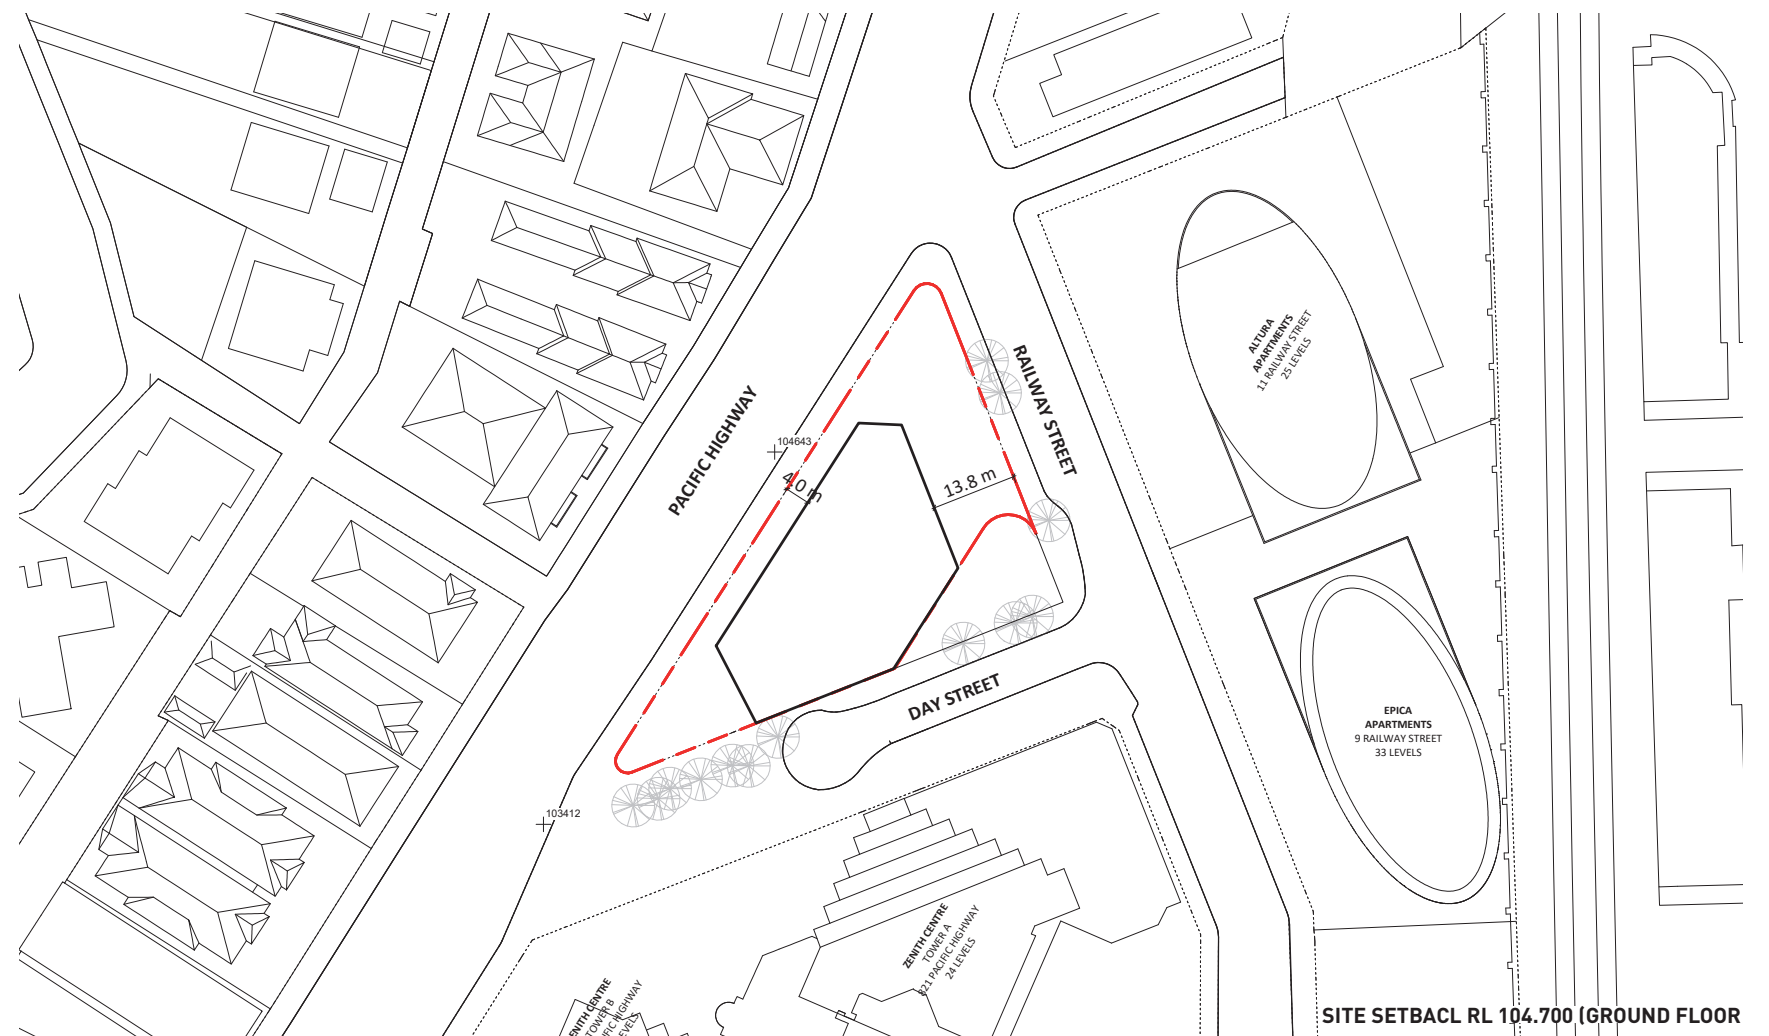 ALTURA
APARTMENTS
11 RAILWAY STREET
25 LEVELS
RAILWAY STREET
PACIFIC HIGHWAY
104643
4.0 m
13.8 m
DAY STREET
EPICA
APARTMENTS
9 RAILWAY STREET
33 LEVELS
103412
ZENITH CENTRE
TOWER A
821 PACIFIC HIGHWAY
24 LEVELS
TOWER B
HIGHWAY
SITE SETBACL RL 104.700 (GROUND FLOOR